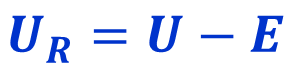 U_R = U − E